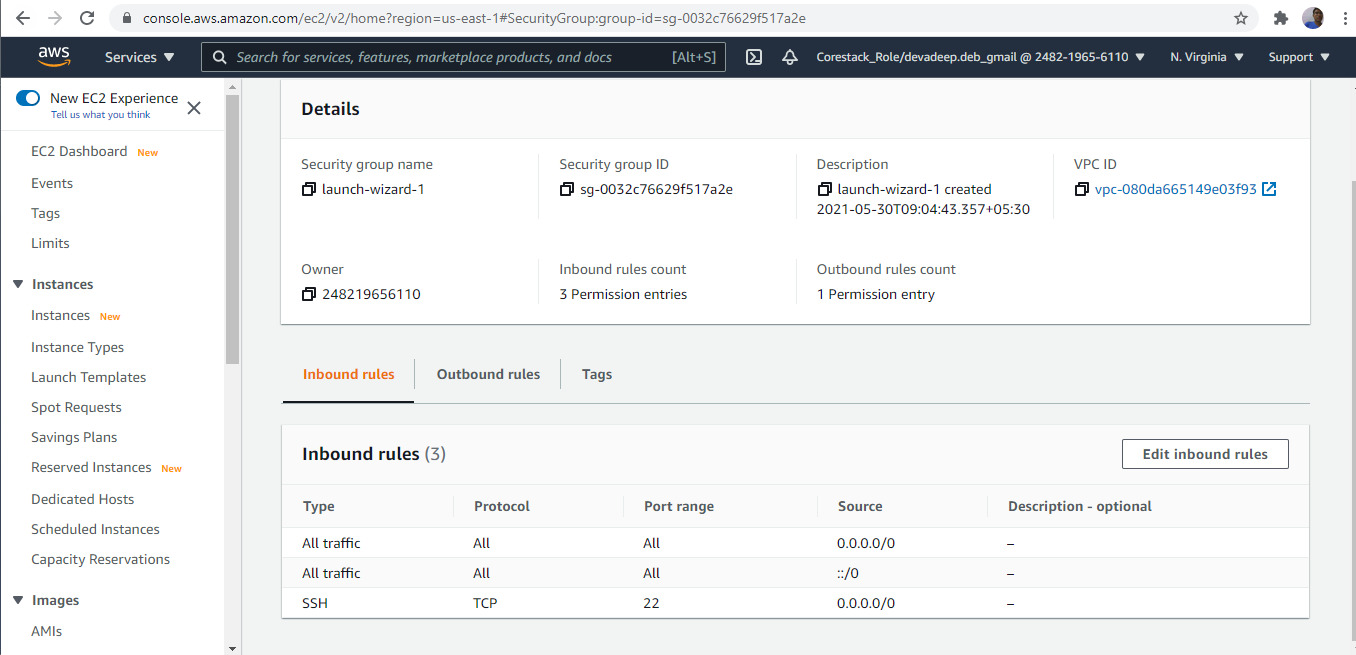 console.aws.amazon.com/ec2/v2/home?region=us-east-1#SecurityGroup:group-id=sg-0032c76629f517a2e
aws Services ▼ Search for services, features, marketplace products, and docs [Alt+S] Corestack_Role/devadeep.deb_gmail @ 2482-1965-6110 ▼ N. Virginia ▼ Support ▼
New EC2 Experience
Tell us what you think
EC2 Dashboard New
Events
Tags
Limits
Instances
Instances New
Instance Types
Launch Templates
Spot Requests
Savings Plans
Reserved Instances New
Dedicated Hosts
Scheduled Instances
Capacity Reservations
Images
AMIs
Details
Security group name
launch-wizard-1
Security group ID
sg-0032c76629f517a2e
Description
launch-wizard-1 created
2021-05-30T09:04:43.357+05:30
VPC ID
vpc-080da665149e03f93
Owner
248219656110
Inbound rules count
3 Permission entries
Outbound rules count
1 Permission entry
Inbound rules Outbound rules Tags
Inbound rules (3) Edit inbound rules
Type Protocol Port range Source Description - optional
All traffic All All 0.0.0.0/0 –
All traffic All All ::/0 –
SSH TCP 22 0.0.0.0/0 –